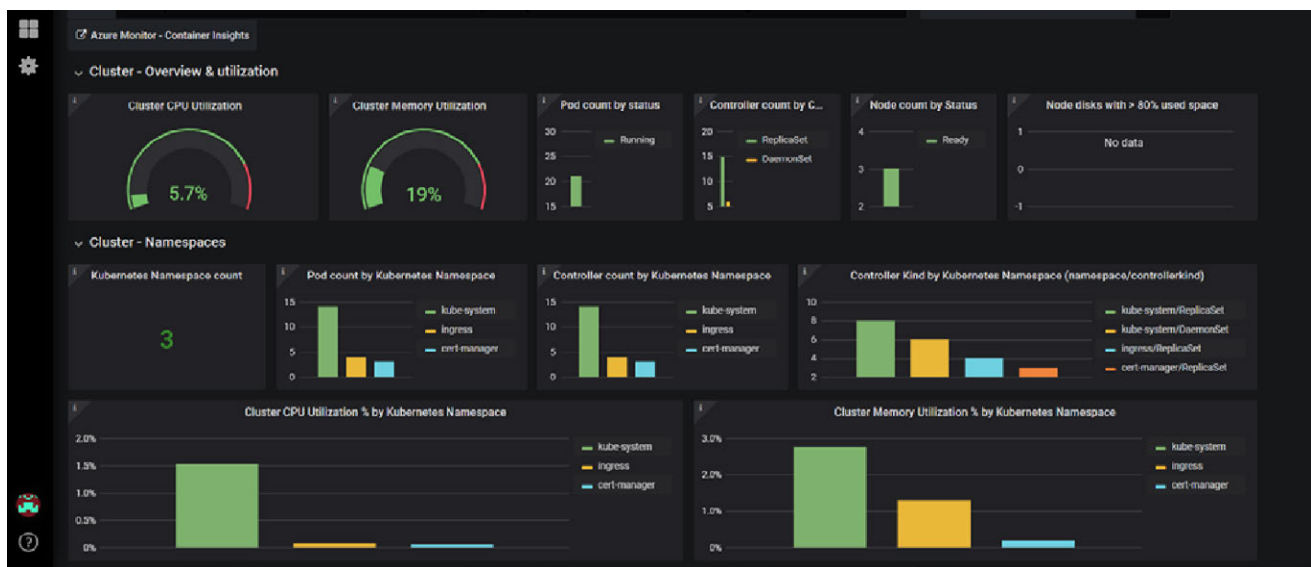 Azure Monitor - Container Insights
Cluster - Overview & utilization
Cluster CPU Utilization
5.7%
Cluster Memory Utilization
19%
Pod count by status
30
25
20
15
Running
Controller count by C...
20
15
10
5
ReplicaSet
DaemonSet
Node count by Status
4
3
2
Ready
Node disks with > 80% used space
1
0
-1
No data
Cluster - Namespaces
Kubernetes Namespace count
3
Pod count by Kubernetes Namespace
15
10
5
0
kube-system
ingress
cert-manager
Controller count by Kubernetes Namespace
15
10
5
0
kube-system
ingress
cert-manager
Controller Kind by Kubernetes Namespace (namespace/controllerkind)
10
8
6
4
2
kube-system/ReplicaSet
kube-system/DaemonSet
ingress/ReplicaSet
cert-manager/ReplicaSet
Cluster CPU Utilization % by Kubernetes Namespace
2.0%
1.5%
1.0%
0.5%
0%
kube-system
ingress
cert-manager
Cluster Memory Utilization % by Kubernetes Namespace
3.0%
2.0%
1.0%
0%
kube-system
ingress
cert-manager